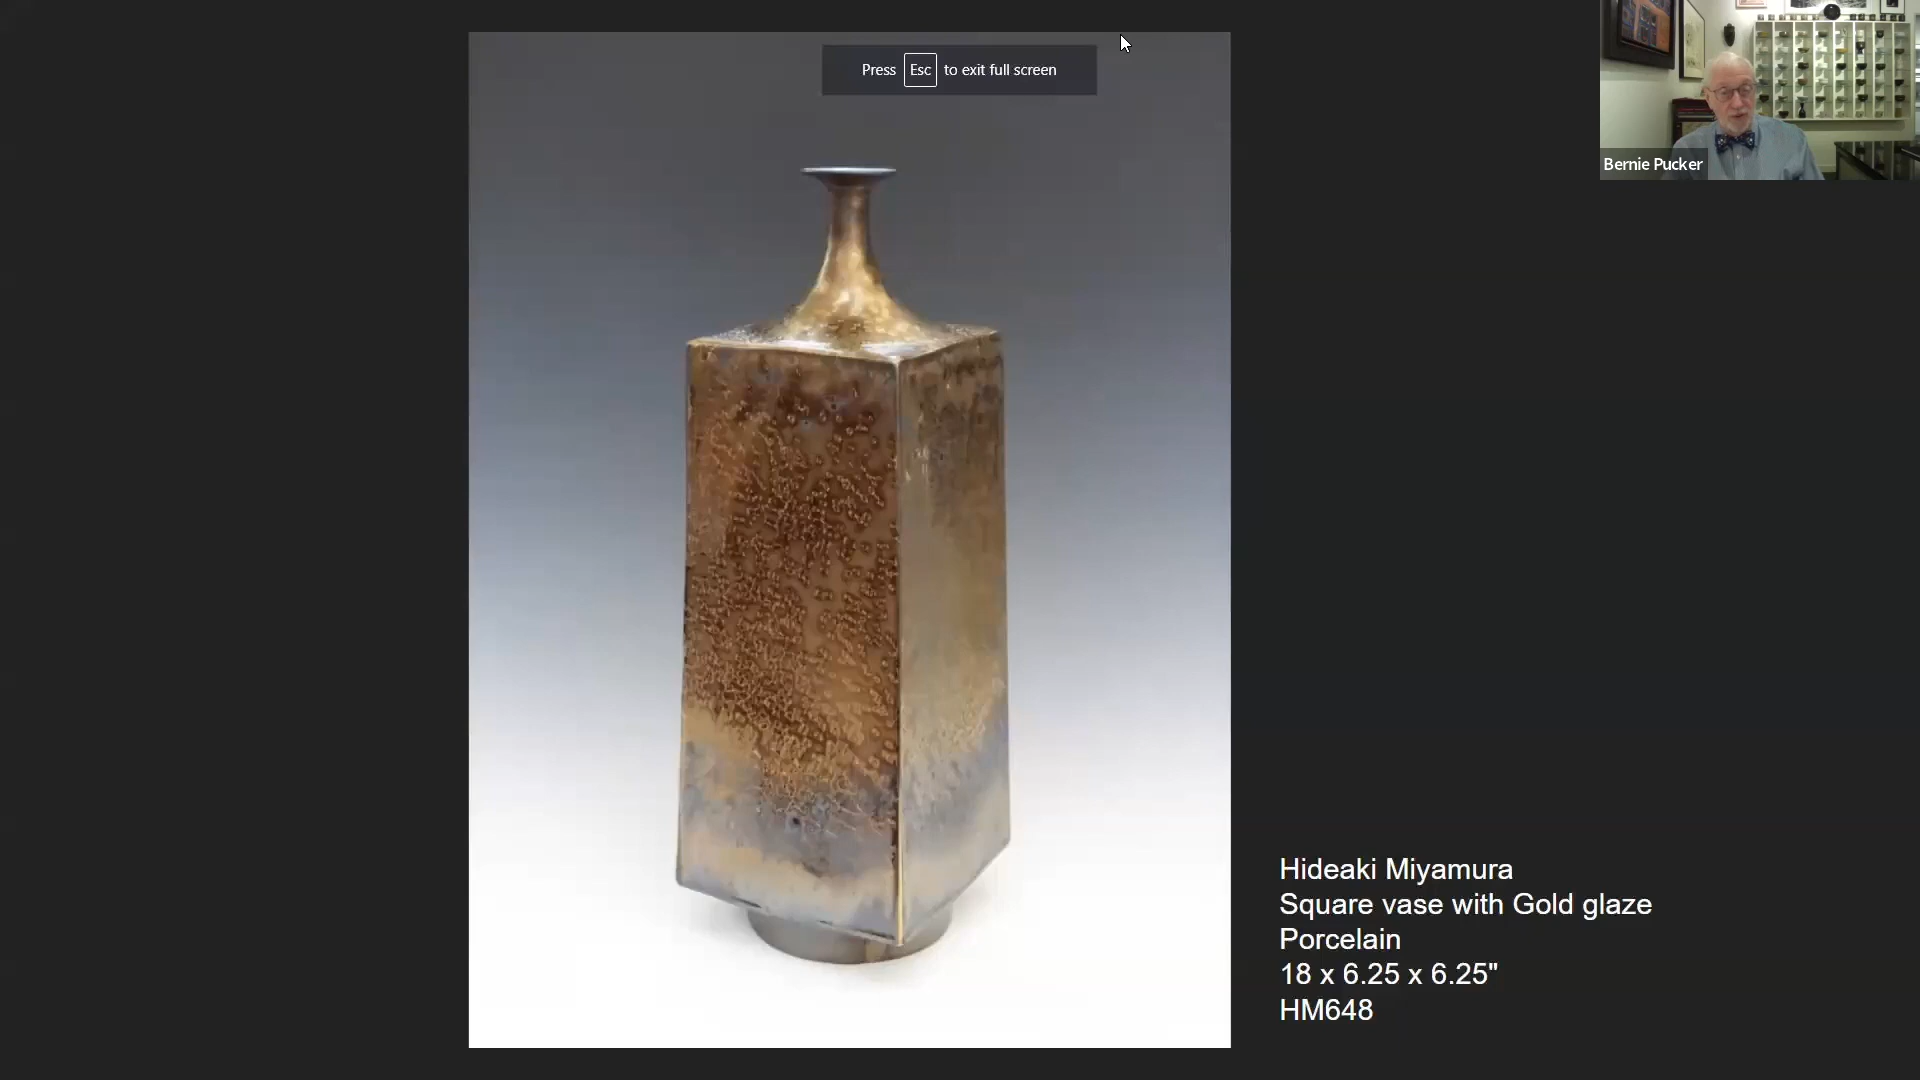 Press Esc to exit full screen
Bernie Pucker
Hideaki Miyamura
Square vase with Gold glaze
Porcelain
18 x 6.25 x 6.25"
HM648